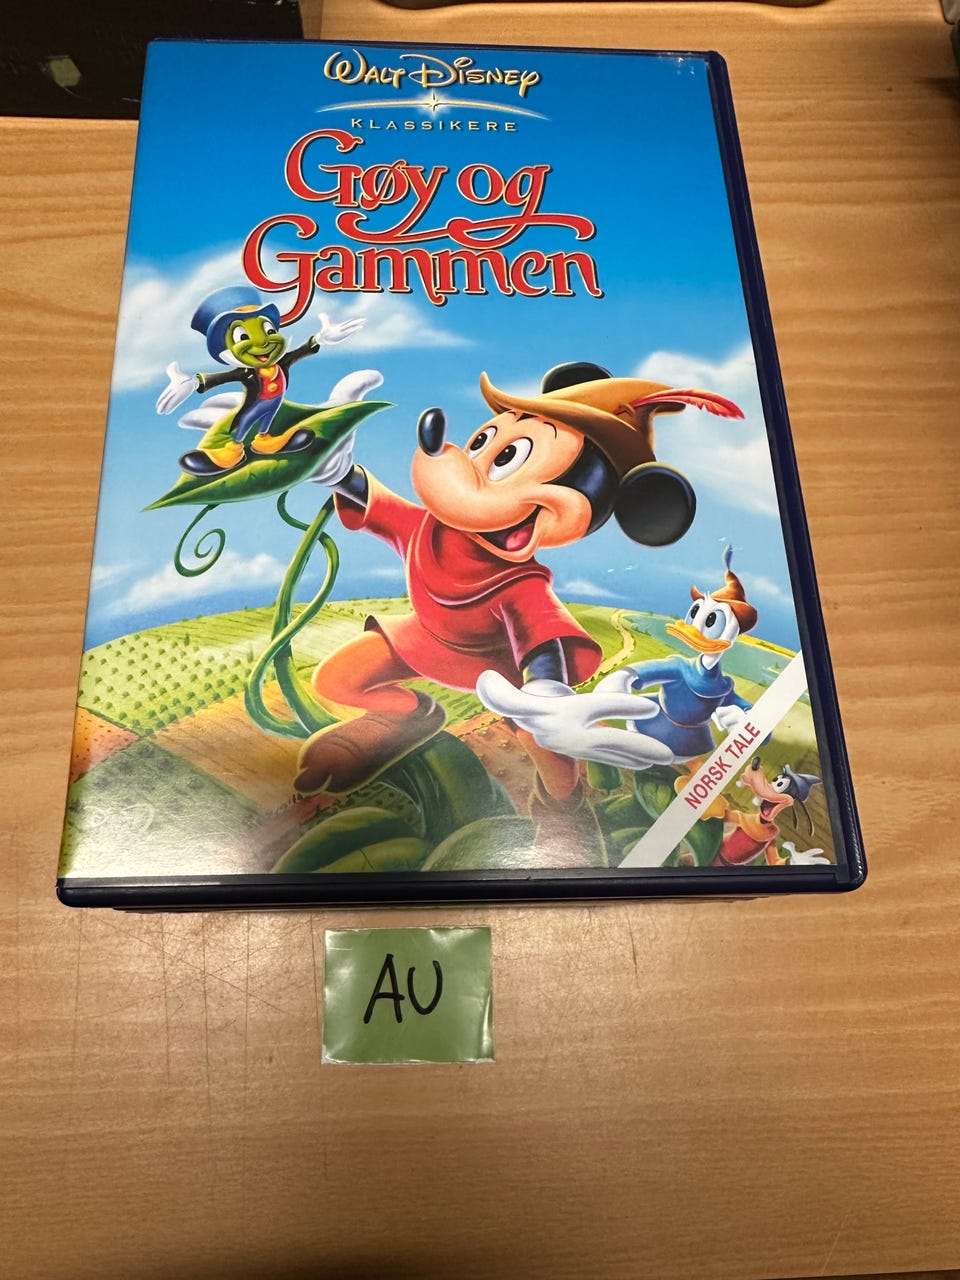 Walt Disney
KLASSIKERE
Gøy og
Gammen
NORSK TALE
AU